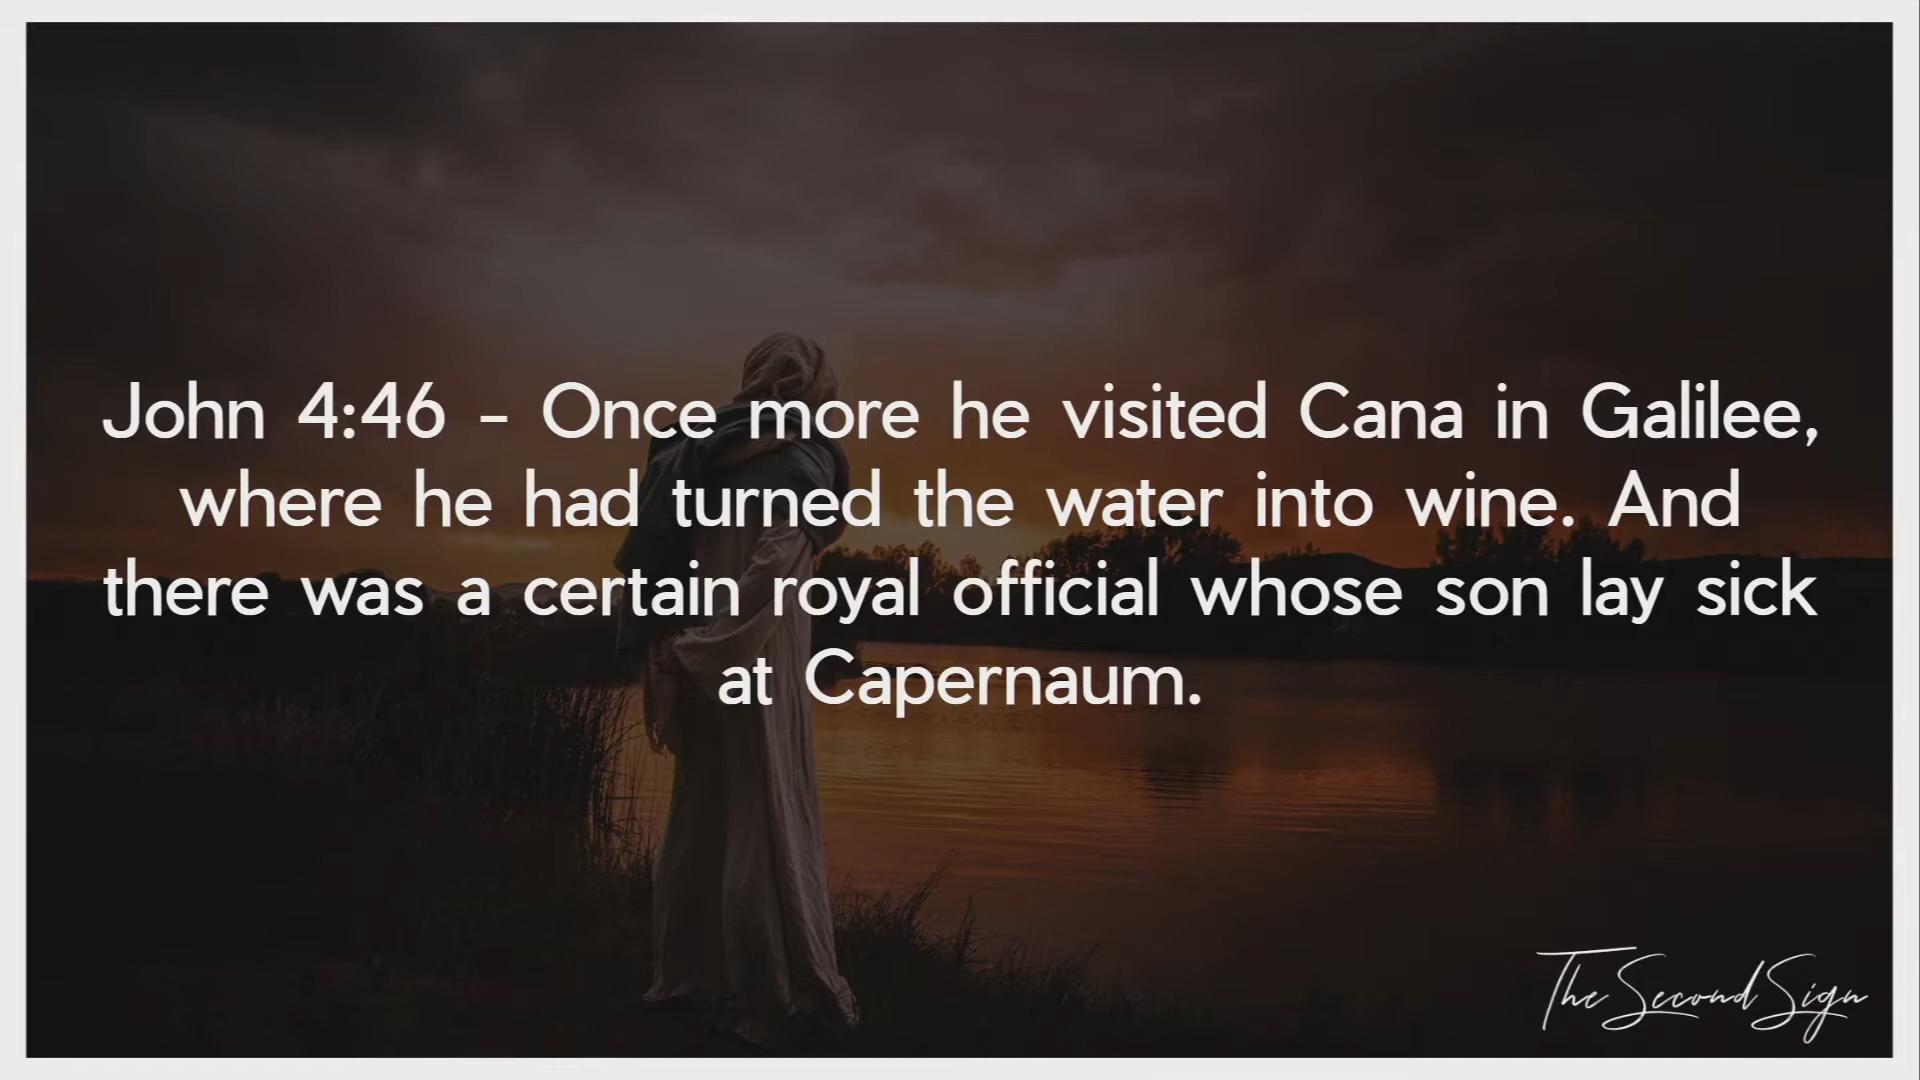 John 4:46 - Once more he visited Cana in Galilee,
where he had turned the water into wine. And
there was a certain royal official whose son lay sick
at Capernaum.
The Second Sign